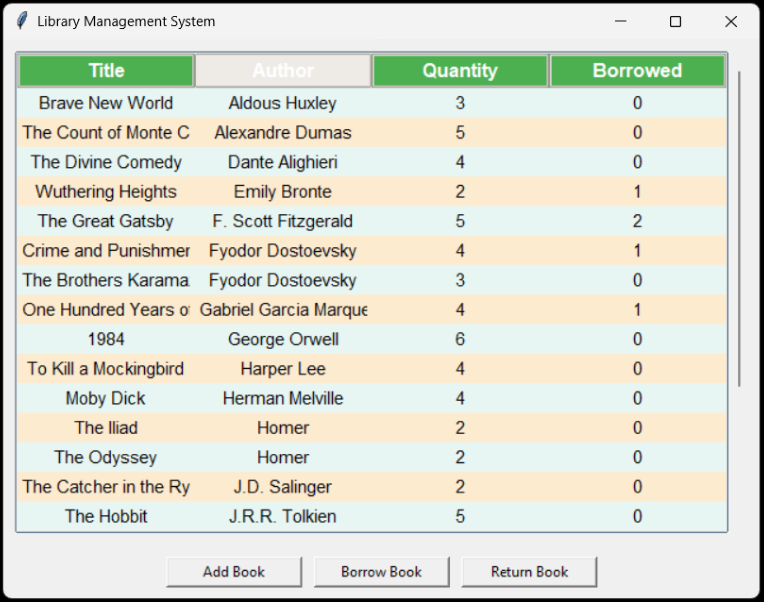 Library Management System
Title Author Quantity Borrowed
Brave New World Aldous Huxley 3 0
The Count of Monte C Alexandre Dumas 5 0
The Divine Comedy Dante Alighieri 4 0
Wuthering Heights Emily Bronte 2 1
The Great Gatsby F. Scott Fitzgerald 5 2
Crime and Punishmer Fyodor Dostoevsky 4 1
The Brothers Karama Fyodor Dostoevsky 3 0
One Hundred Years of Gabriel Garcia Marque 4 1
1984 George Orwell 6 0
To Kill a Mockingbird Harper Lee 4 0
Moby Dick Herman Melville 4 0
The Iliad Homer 2 0
The Odyssey Homer 2 0
The Catcher in the Ry J.D. Salinger 2 0
The Hobbit J.R.R. Tolkien 5 0
Add Book Borrow Book Return Book